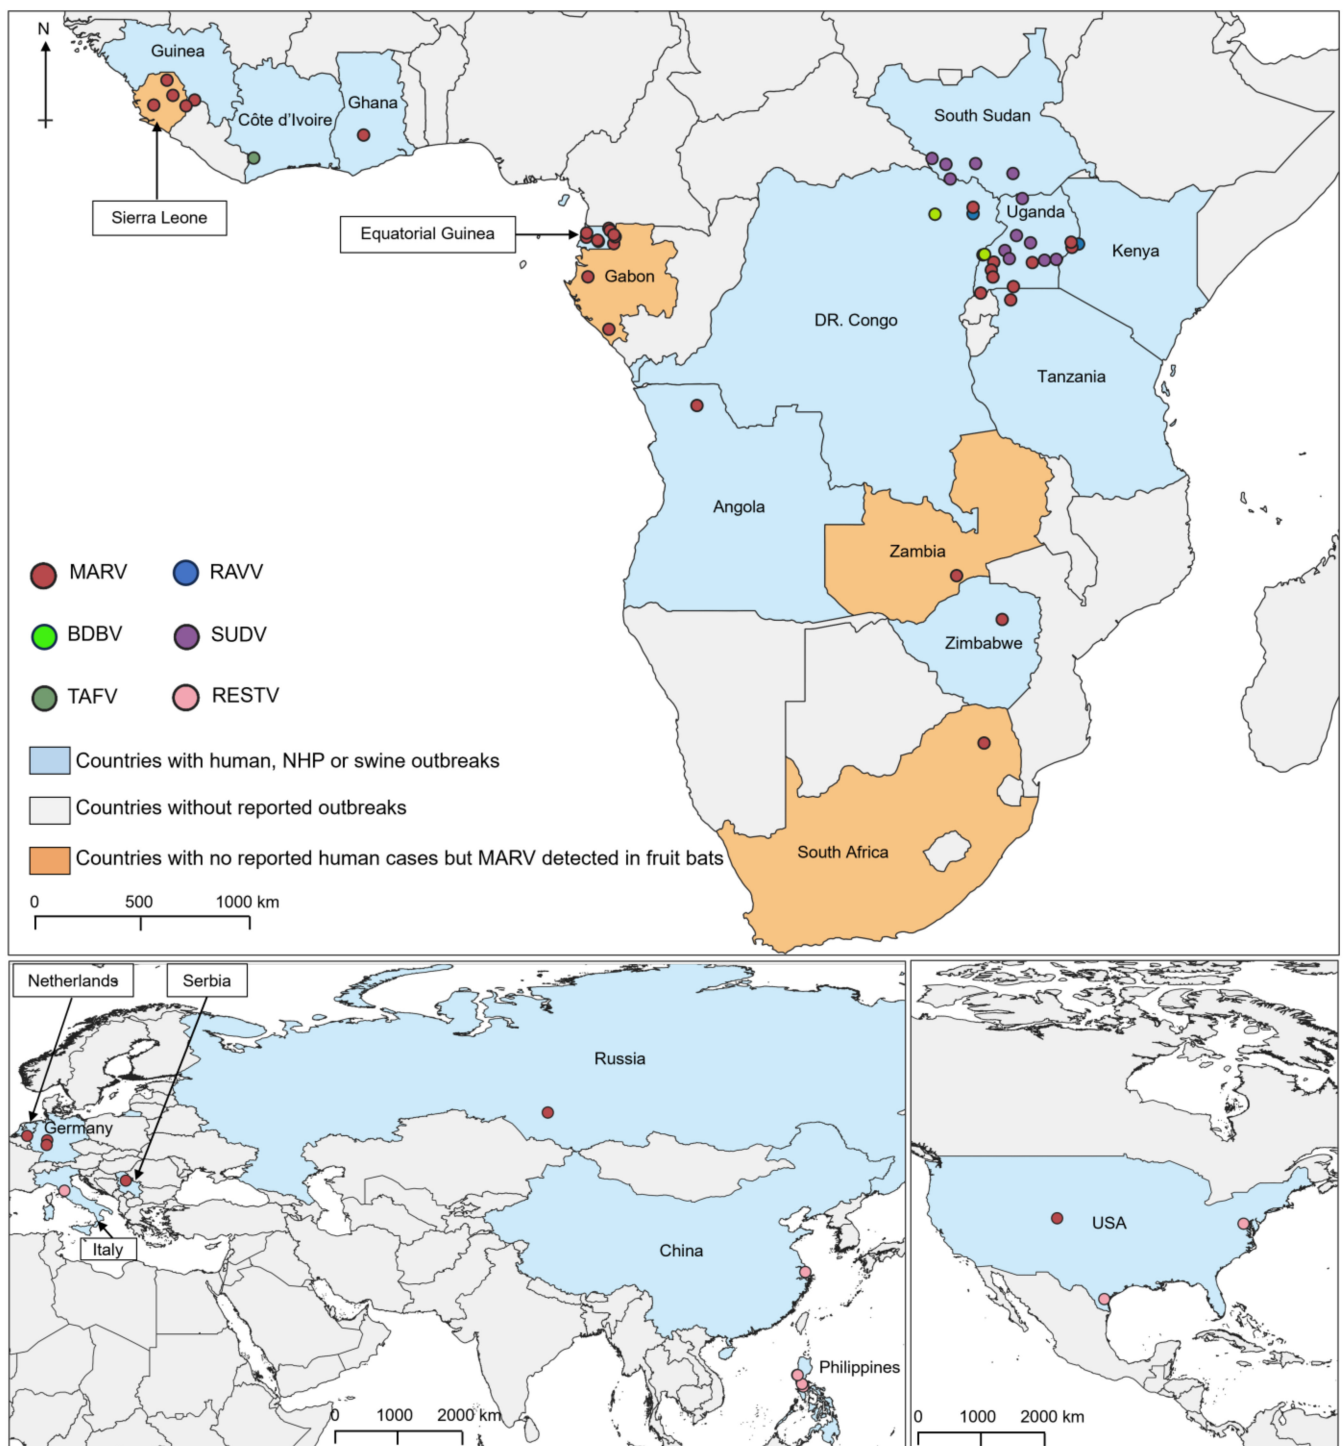 N
Guinea
Côte d'Ivoire
Ghana
Sierra Leone
Equatorial Guinea
Gabon
South Sudan
Uganda
Kenya
DR. Congo
Tanzania
Angola
Zambia
Zimbabwe
South Africa
MARV RAVV
BDBV SUDV
TAFV RESTV
Countries with human, NHP or swine outbreaks
Countries without reported outbreaks
Countries with no reported human cases but MARV detected in fruit bats
0 500 1000 km
Netherlands
Serbia
Russia
Germany
Italy
China
Philippines
0 1000 2000 km
USA
0 1000 2000 km